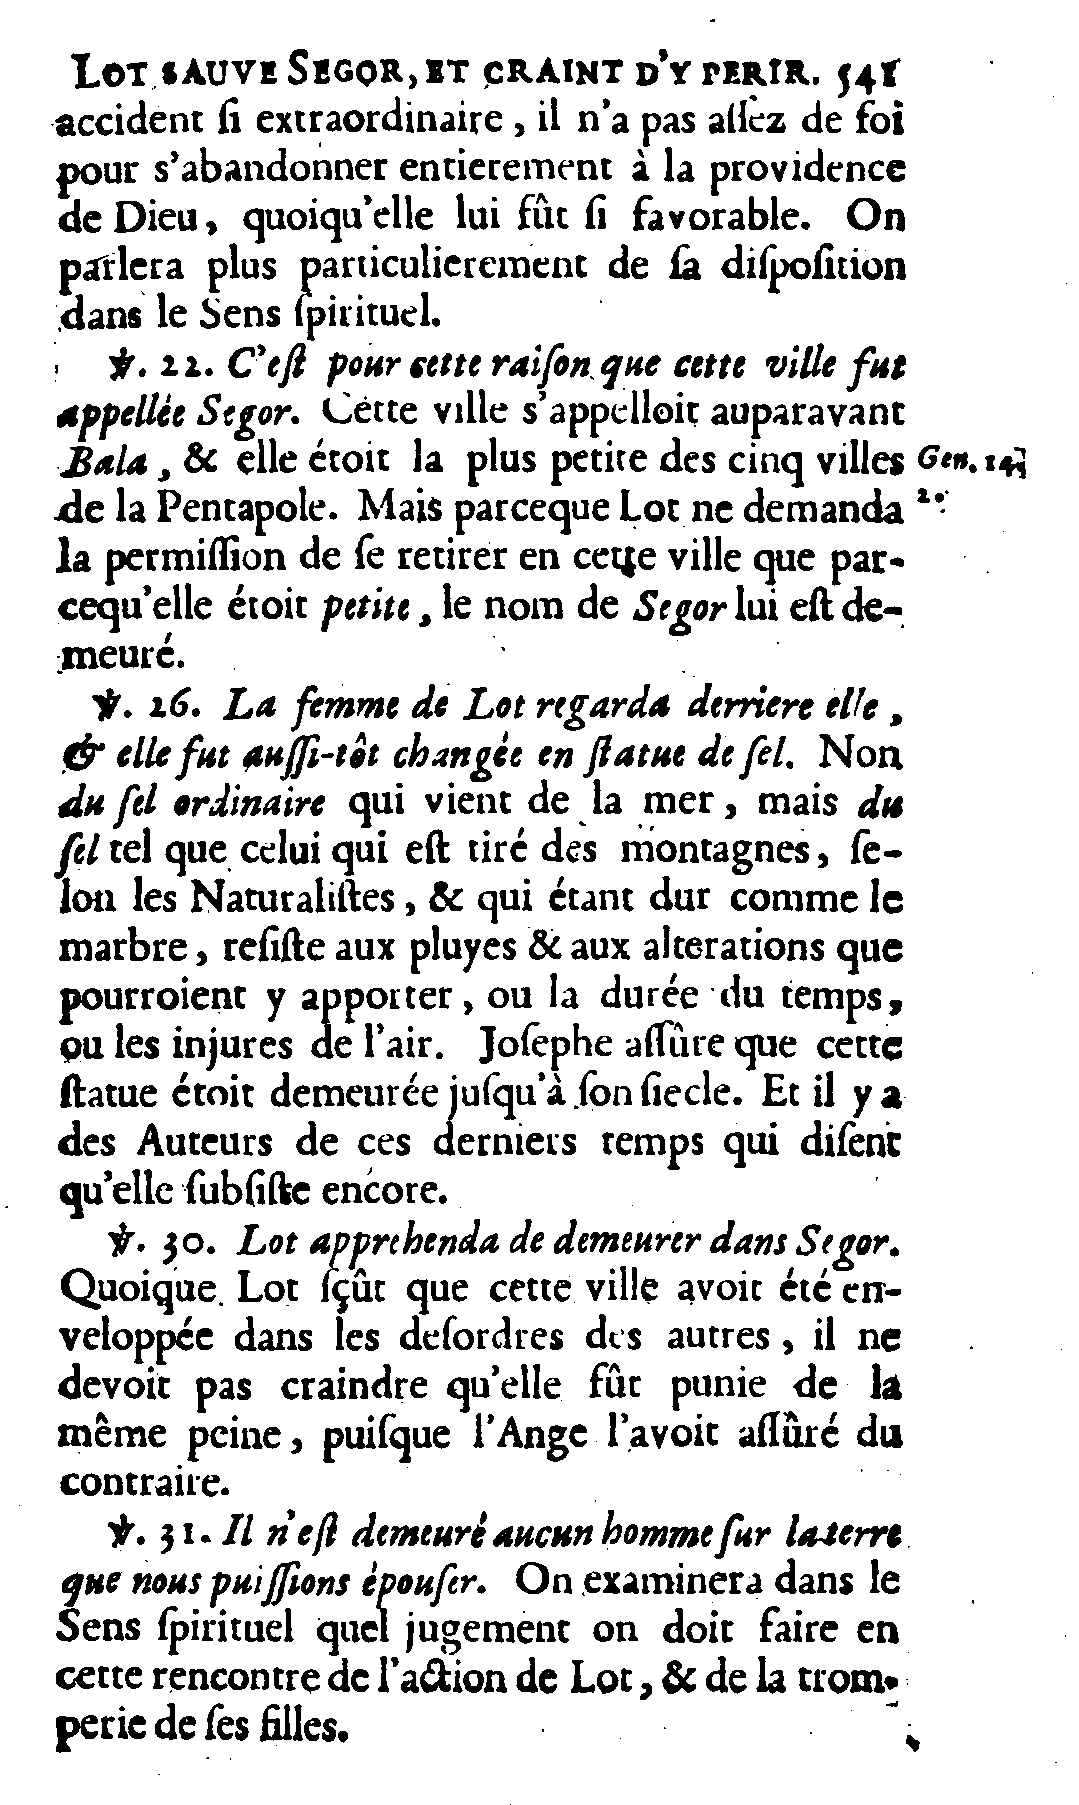 LOT SAUVE SEGOR, ET CRAINT D'Y PERIR. 541
accident ſi extraordinaire, il n'a pas aſſez de foi
pour s'abandonner entierement à la providence
de Dieu, quoiqu'elle lui fût ſi favorable. On
parlera plus particulierement de ſa diſpoſition
dans le Sens ſpirituel.
℣. 22. C'eſt pour cette raiſon que cette ville fut
appellée Segor. Cette ville s'appelloit auparavant
Bala, & elle étoit la plus petite des cinq villes Gen. 14.
de la Pentapole. Mais parceque Lot ne demanda 2.
la permiſſion de ſe retirer en cette ville que par-
cequ'elle étoit petite, le nom de Segor lui eſt de-
meuré.
℣. 26. La femme de Lot regarda derriere elle,
& elle fut auſſi-tôt changée en ſtatue de ſel. Non
du ſel ordinaire qui vient de la mer, mais du
ſel tel que celui qui eſt tiré des montagnes, ſe-
lon les Naturaliſtes, & qui étant dur comme le
marbre, reſiſte aux pluyes & aux alterations que
pourroient y apporter, ou la durée du temps,
ou les injures de l'air. Joſephe aſſûre que cette
ſtatue étoit demeurée juſqu'à ſon ſiecle. Et il y a
des Auteurs de ces derniers temps qui diſent
qu'elle ſubſiſte encore.
℣. 30. Lot apprehenda de demeurer dans Segor.
Quoique Lot ſçût que cette ville avoit été en-
veloppée dans les deſordres des autres, il ne
devoit pas craindre qu'elle fût punie de la
même peine, puiſque l'Ange l'avoit aſſûré du
contraire.
℣. 31. Il n'eſt demeuré aucun homme ſur la terre
que nous puiſſions épouſer. On examinera dans le
Sens ſpirituel quel jugement on doit faire en
cette rencontre de l'action de Lot, & de la trom-
perie de ſes filles.